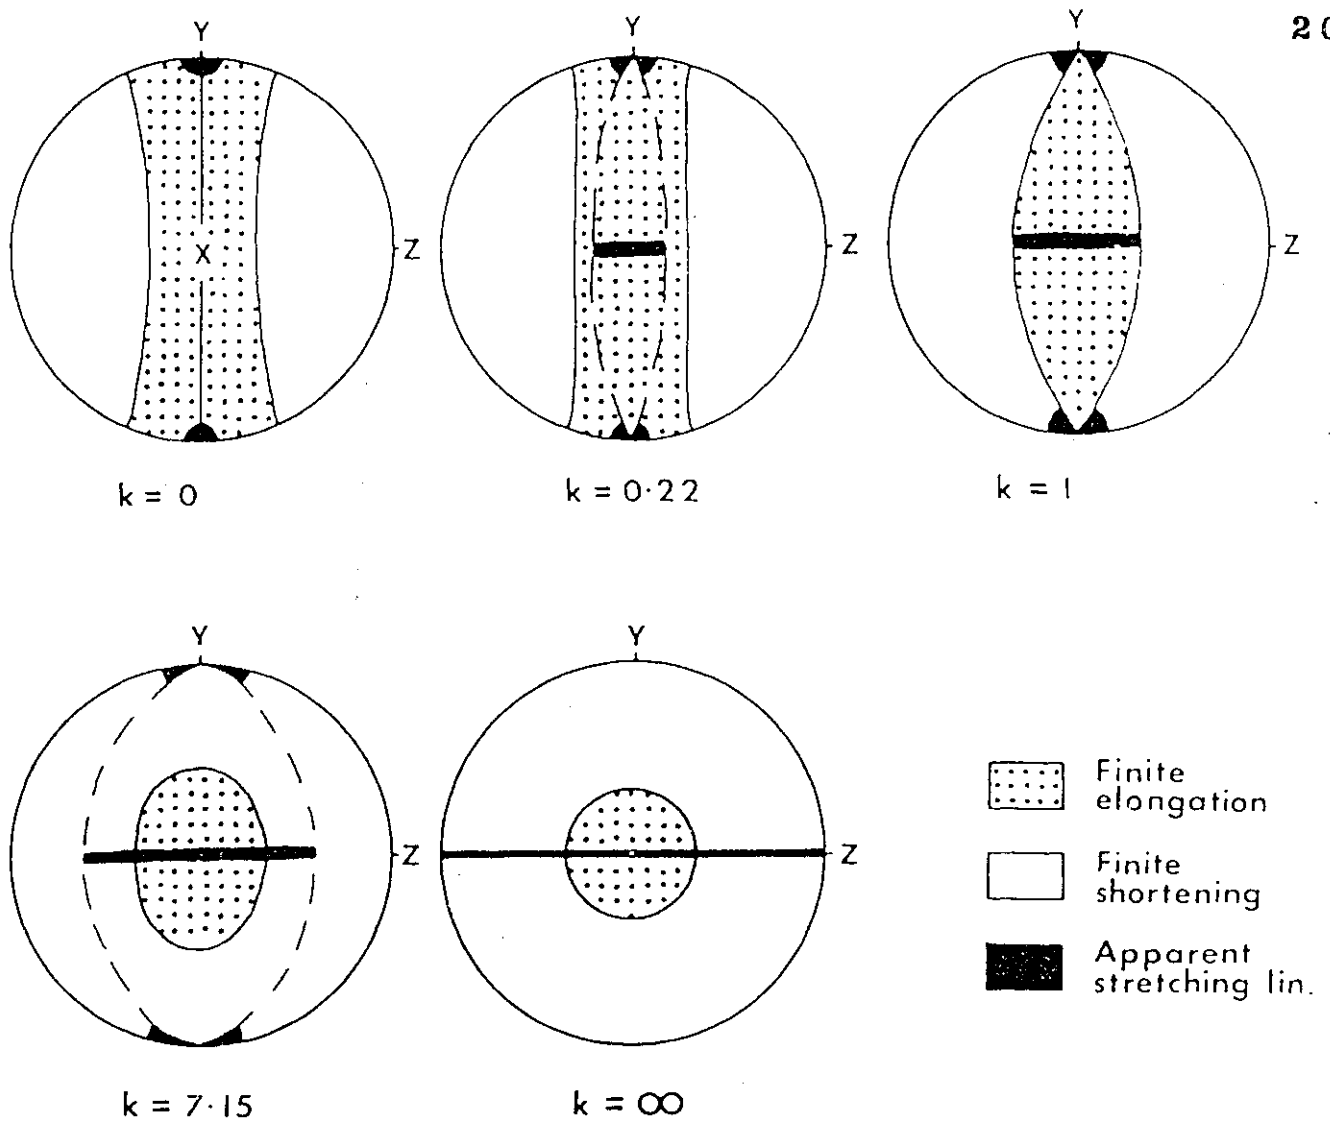 2 (
Y
Y
Y
X
Z
Z
Z
k = 0
k = 0·22
k = 1
Y
Y
Z
Z
k = 7·15
k = ∞
Finite
elongation
Finite
shortening
Apparent
stretching lin.